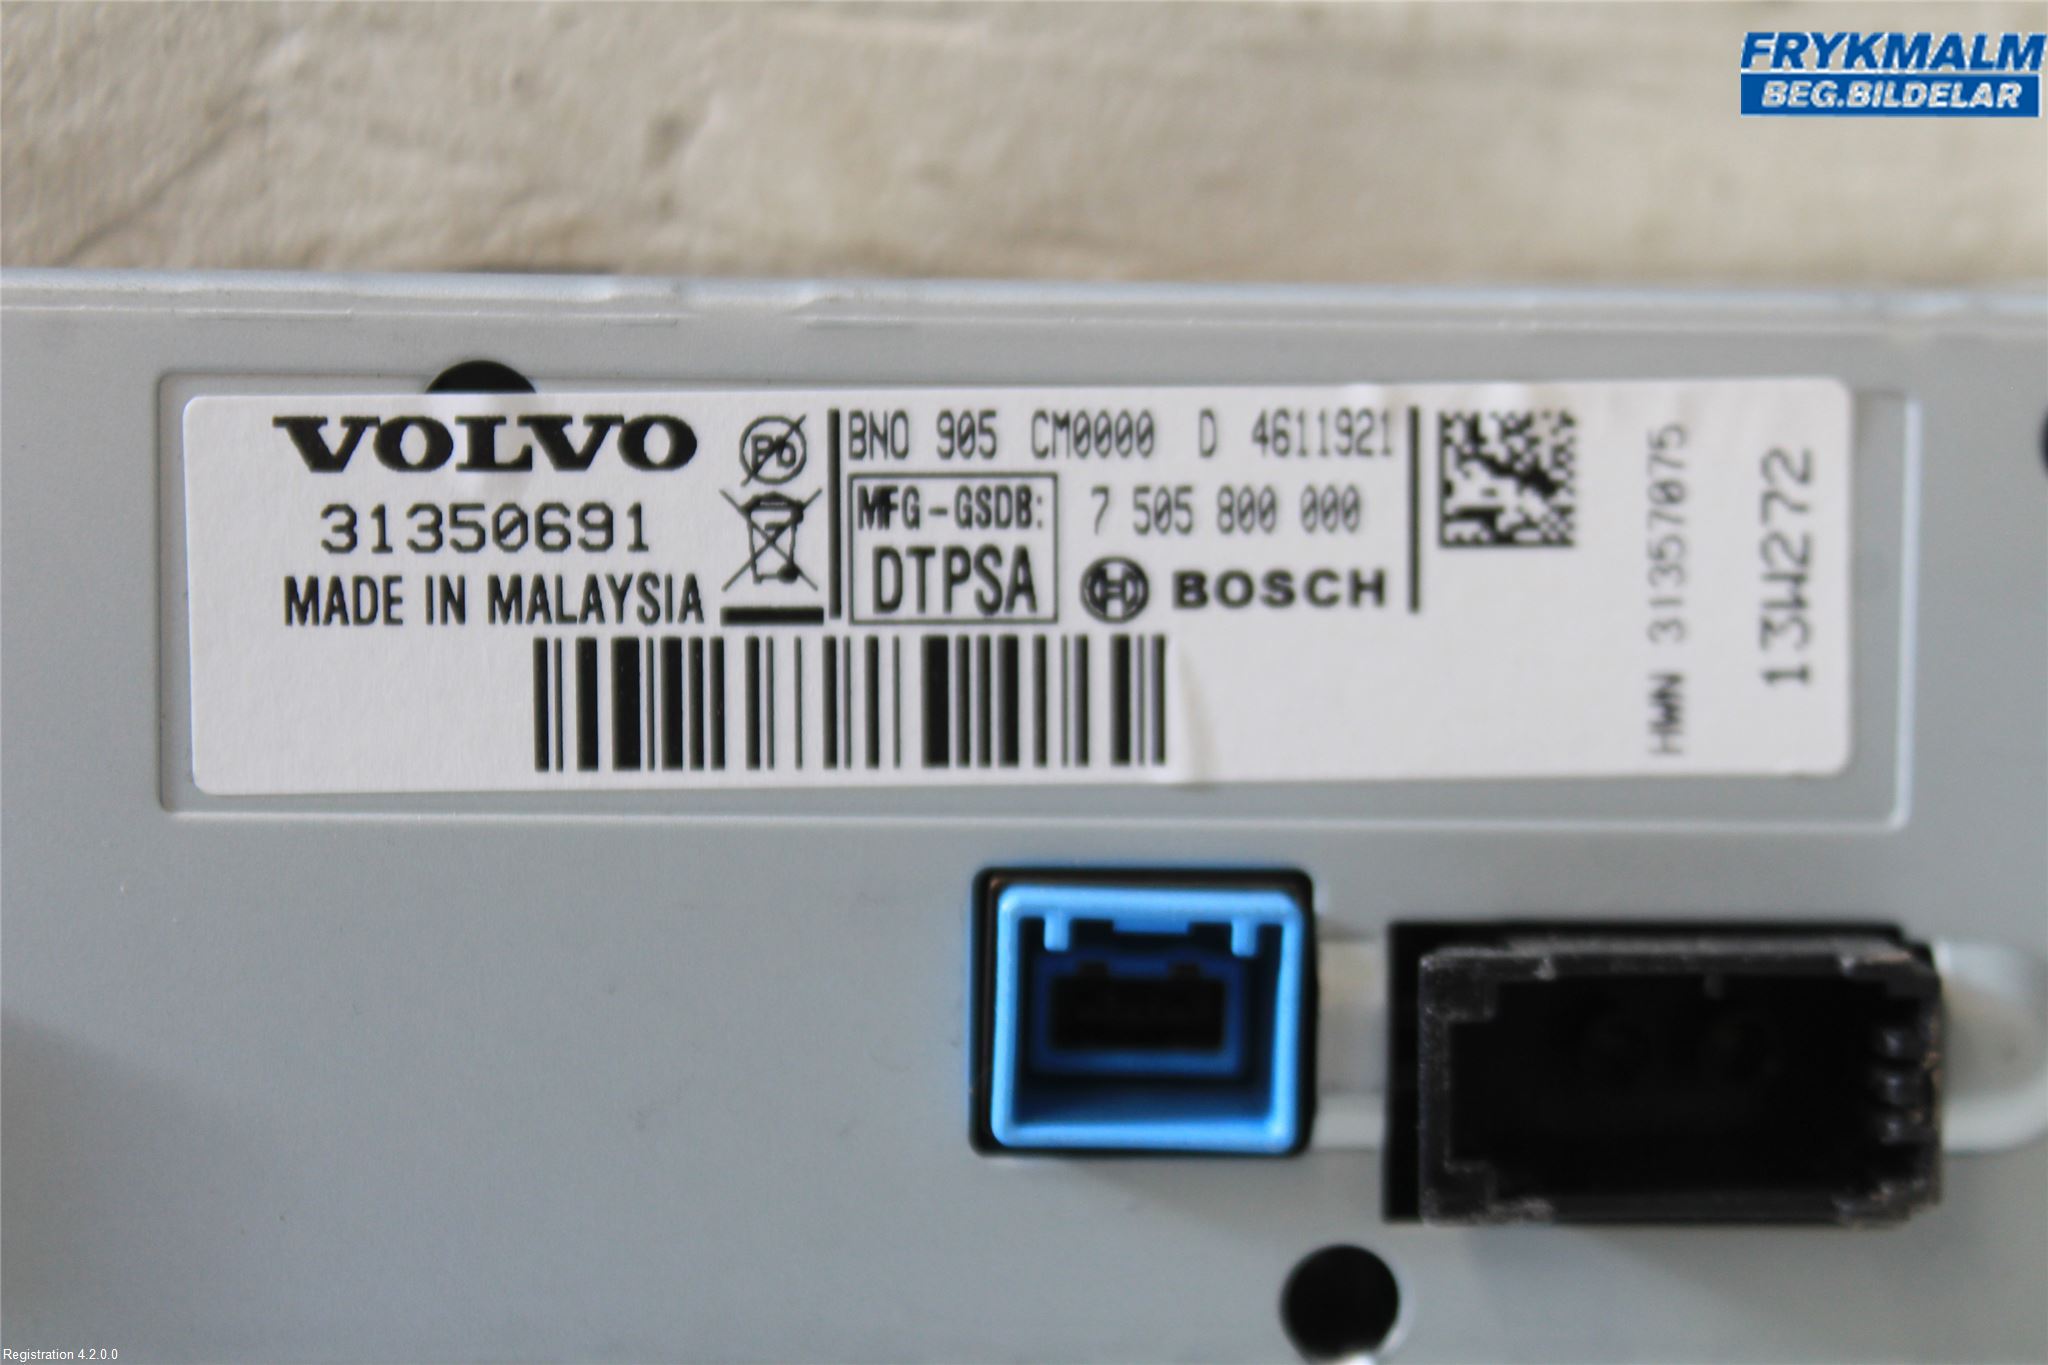 FRYKMALM
BEG.BILDELAR
VOLVO
31350691
MADE IN MALAYSIA
Pb
BNO 905 CM0000 D 4611921
MFG-GSDB:
DTPSA
7 505 800 000
BOSCH
HWN 31357075
13W272
Registration 4.2.0.0